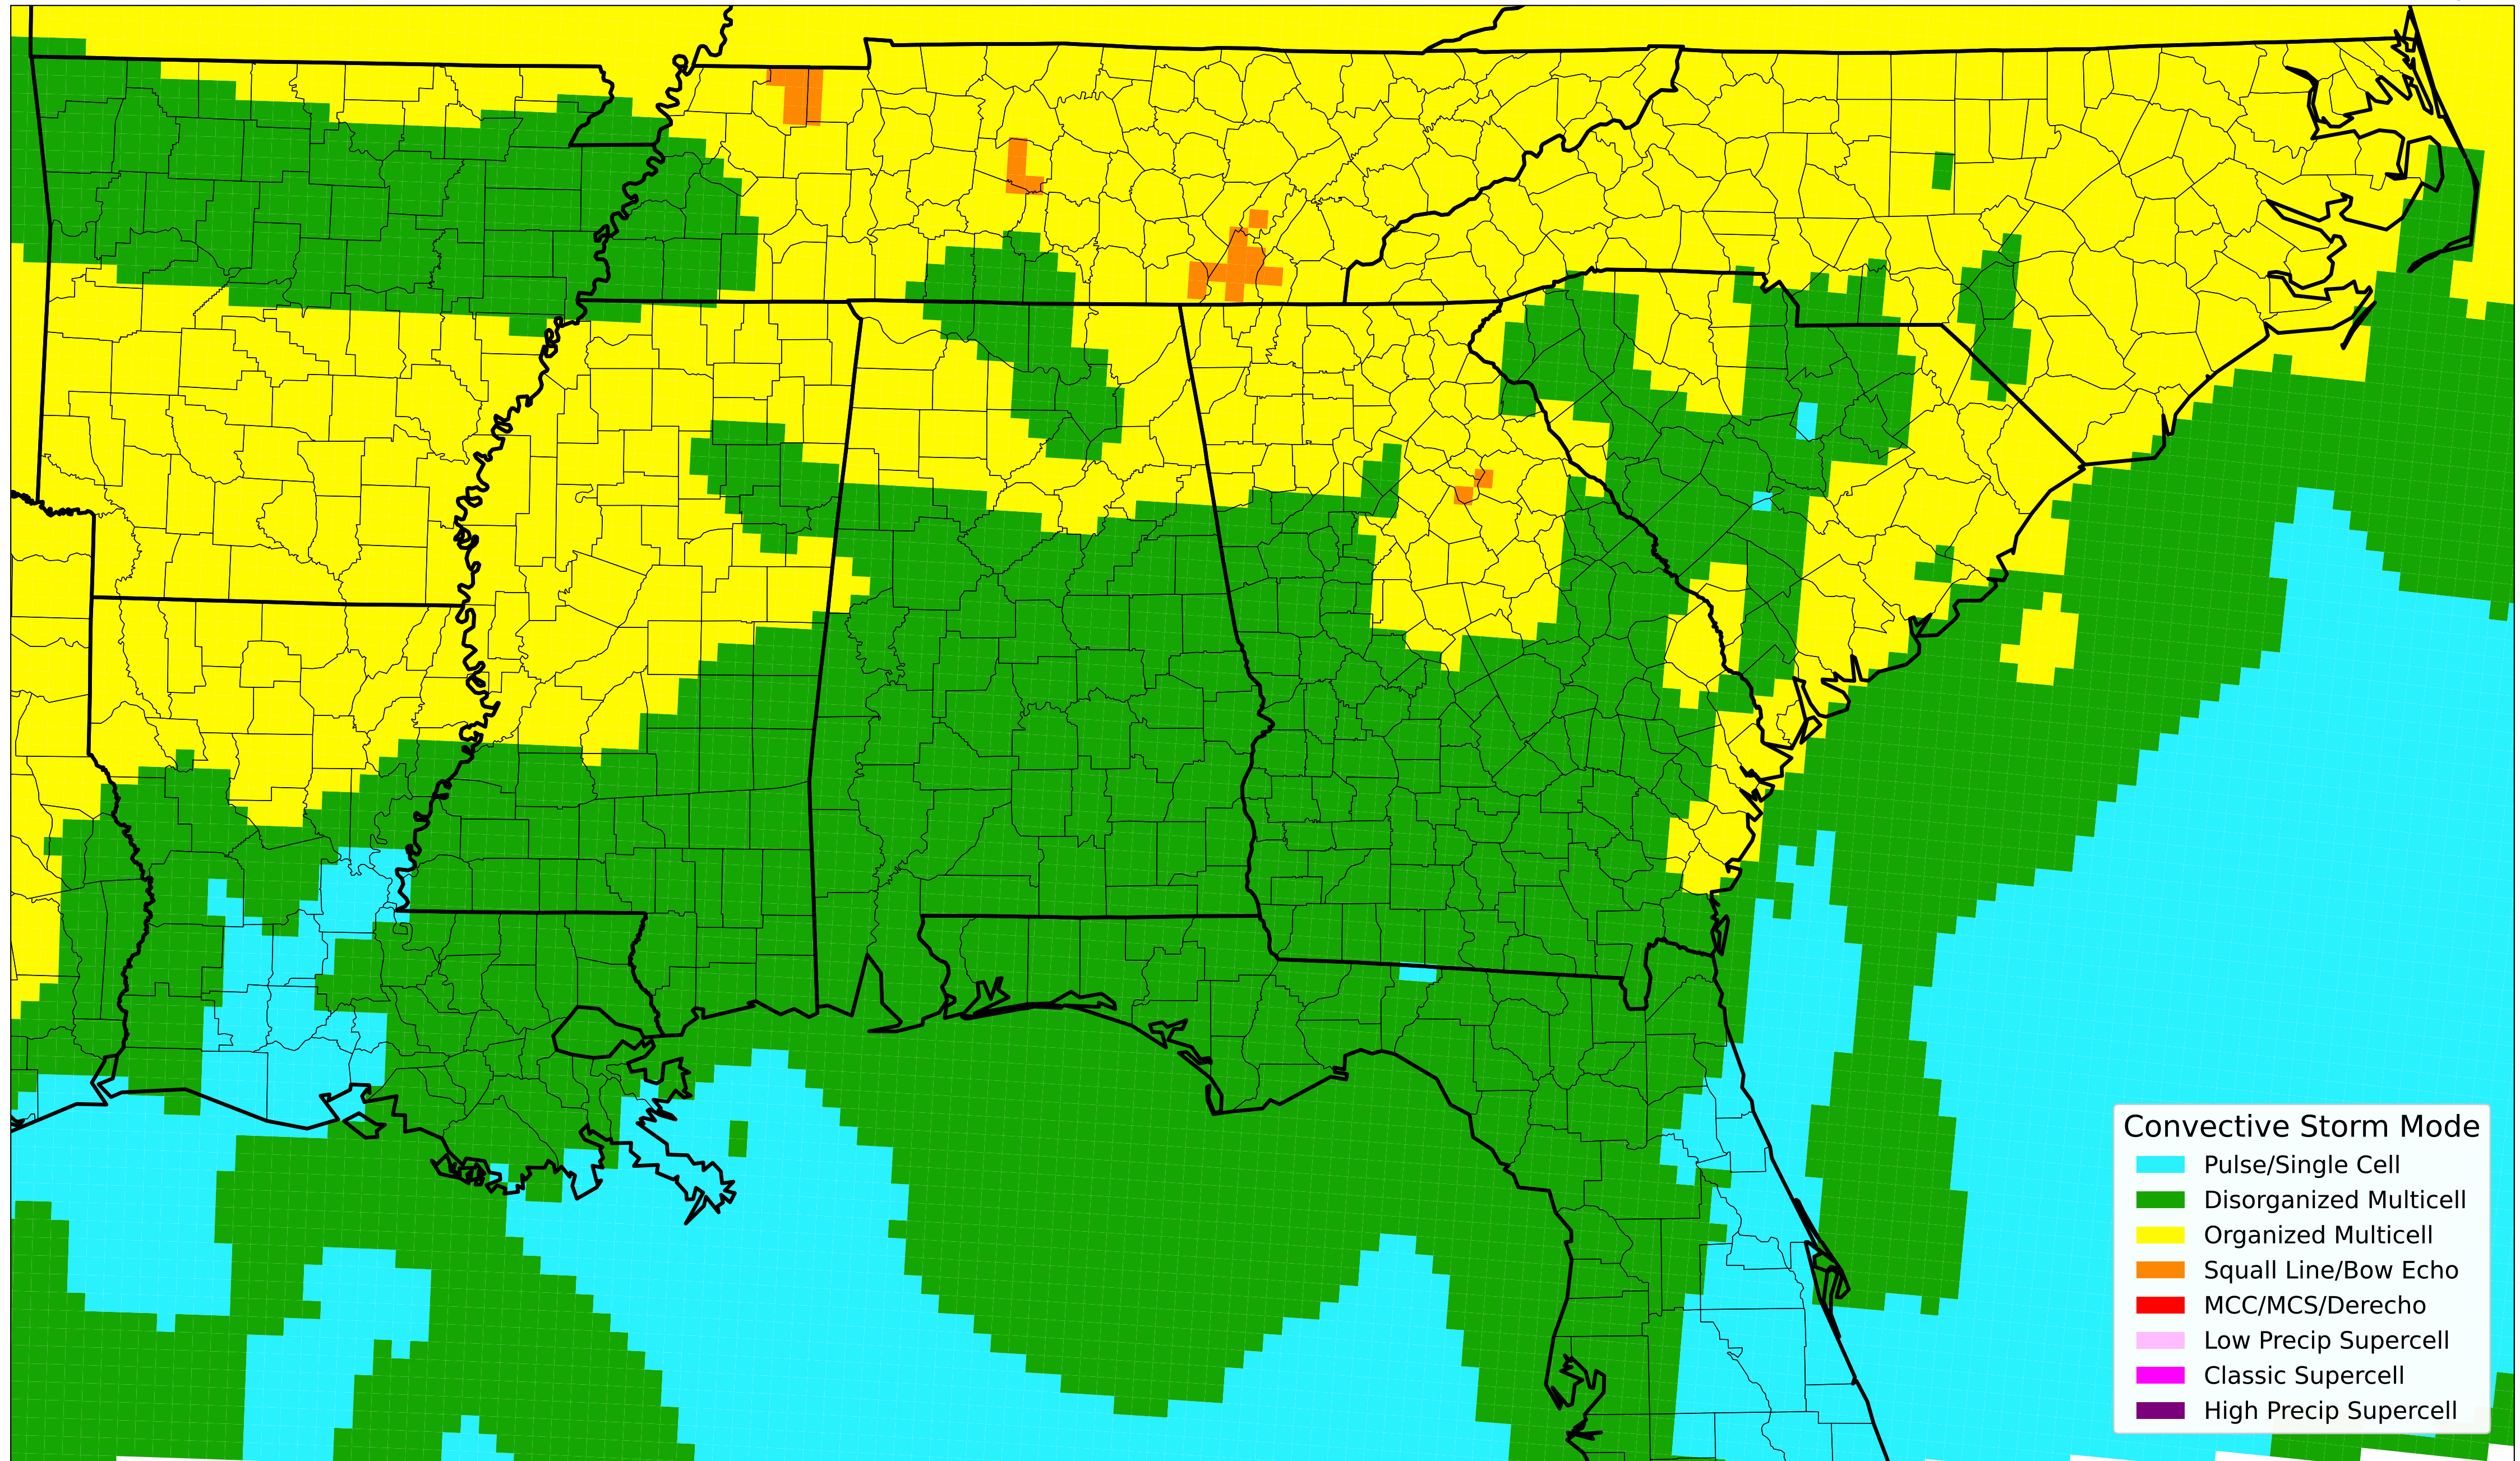 Convective Storm Mode
Pulse/Single Cell
Disorganized Multicell
Organized Multicell
Squall Line/Bow Echo
MCC/MCS/Derecho
Low Precip Supercell
Classic Supercell
High Precip Supercell